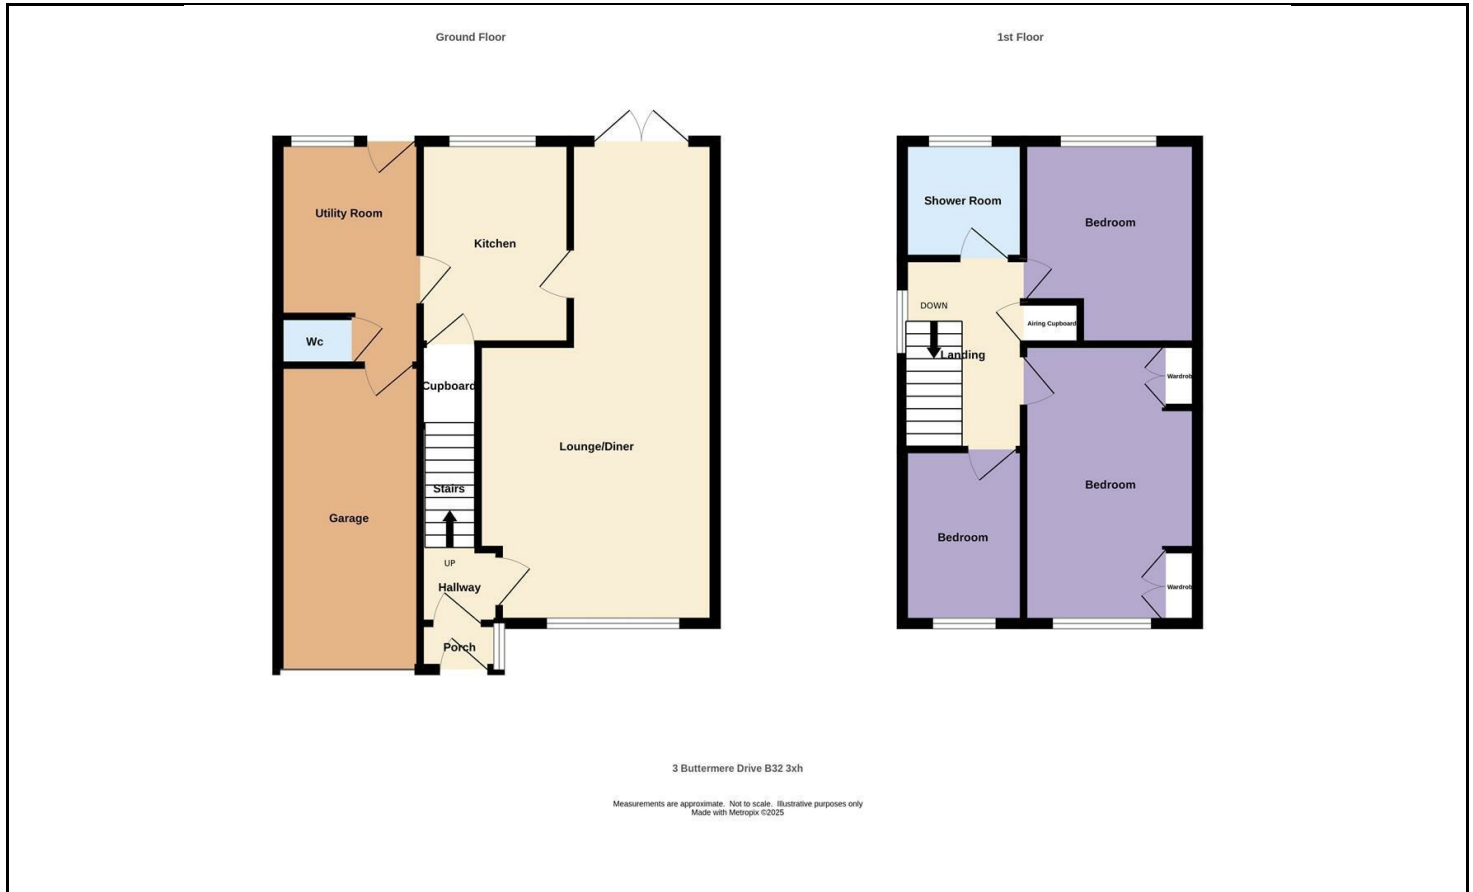 Ground Floor
1st Floor
Utility Room
Kitchen
Wc
Cupboard
Lounge/Diner
Stairs
Garage
UP
Hallway
Porch
Shower Room
Bedroom
DOWN
Airing Cupboard
Landing
Wardrob
Bedroom
Bedroom
Wardrob
3 Buttermere Drive B32 3xh
Measurements are approximate. Not to scale. Illustrative purposes only
Made with Metropix ©2025